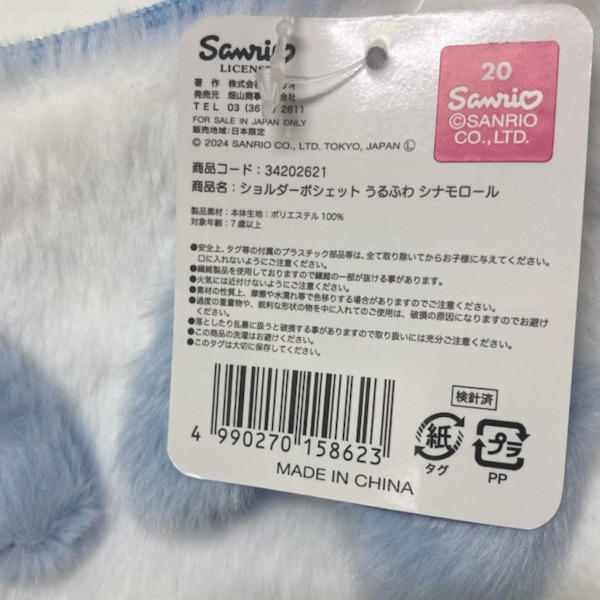 Sanrio
LICENSE
著 作 株式会社 リオ
発売元 畑山商事
TEL 03 (36 2611
FOR SALE IN JAPAN ONLY
販売地域:日本限定
© 2024 SANRIO CO., LTD. TOKYO, JAPAN Ⓛ
20
Sanrio
©SANRIO
CO., LTD.
商品コード:34202621
商品名:ショルダーポシェット うるふわ シナモロール
製品素材:本体生地:ポリエステル 100%
対象年齢:7歳以上
●安全上、タグ等の付属のプラスチック部品等は、全て取り除いてからお子様に与えてください。
口に入れないようにご注意ください。
●繊維製品を使用しておりますので繊維の一部が抜ける事があります。
●火気には近付けないようにご注意ください。
●素材の性質上、摩擦や水濡れ等で色移りする場合がありますのでご注意ください。
●過度の重量物や、鋭利な形状の物を中に入れてのご使用は、破損の原因になりますのでお避け
ください。
●落としたり乱暴に扱うと破損する事がありますので取り扱いには充分ご注意ください。
●この商品の洗濯はお避けください。
●このタグは大切に保存してください。
検針済
4 990270 158623
紙
タグ
プラ
PP
MADE IN CHINA